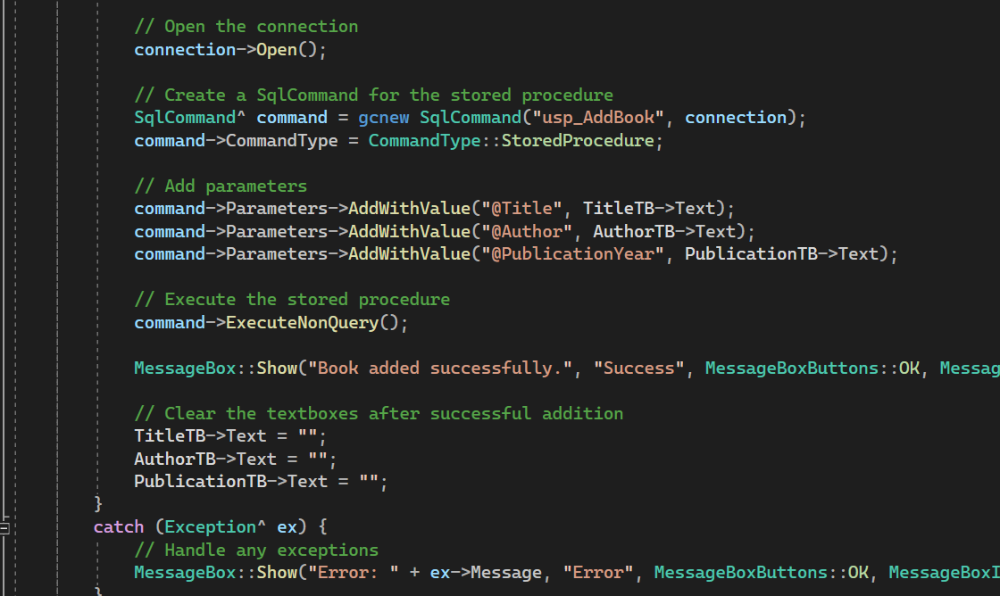 // Open the connection
connection->Open();
// Create a SqlCommand for the stored procedure
SqlCommand^ command = gcnew SqlCommand("usp_AddBook", connection);
command->CommandType = CommandType::StoredProcedure;
// Add parameters
command->Parameters->AddWithValue("@Title", TitleTB->Text);
command->Parameters->AddWithValue("@Author", AuthorTB->Text);
command->Parameters->AddWithValue("@PublicationYear", PublicationTB->Text);
// Execute the stored procedure
command->ExecuteNonQuery();
MessageBox::Show("Book added successfully.", "Success", MessageBoxButtons::OK, Messag
// Clear the textboxes after successful addition
TitleTB->Text = "";
AuthorTB->Text = "";
PublicationTB->Text = "";
}
catch (Exception^ ex) {
// Handle any exceptions
MessageBox::Show("Error: " + ex->Message, "Error", MessageBoxButtons::OK, MessageBoxI
}